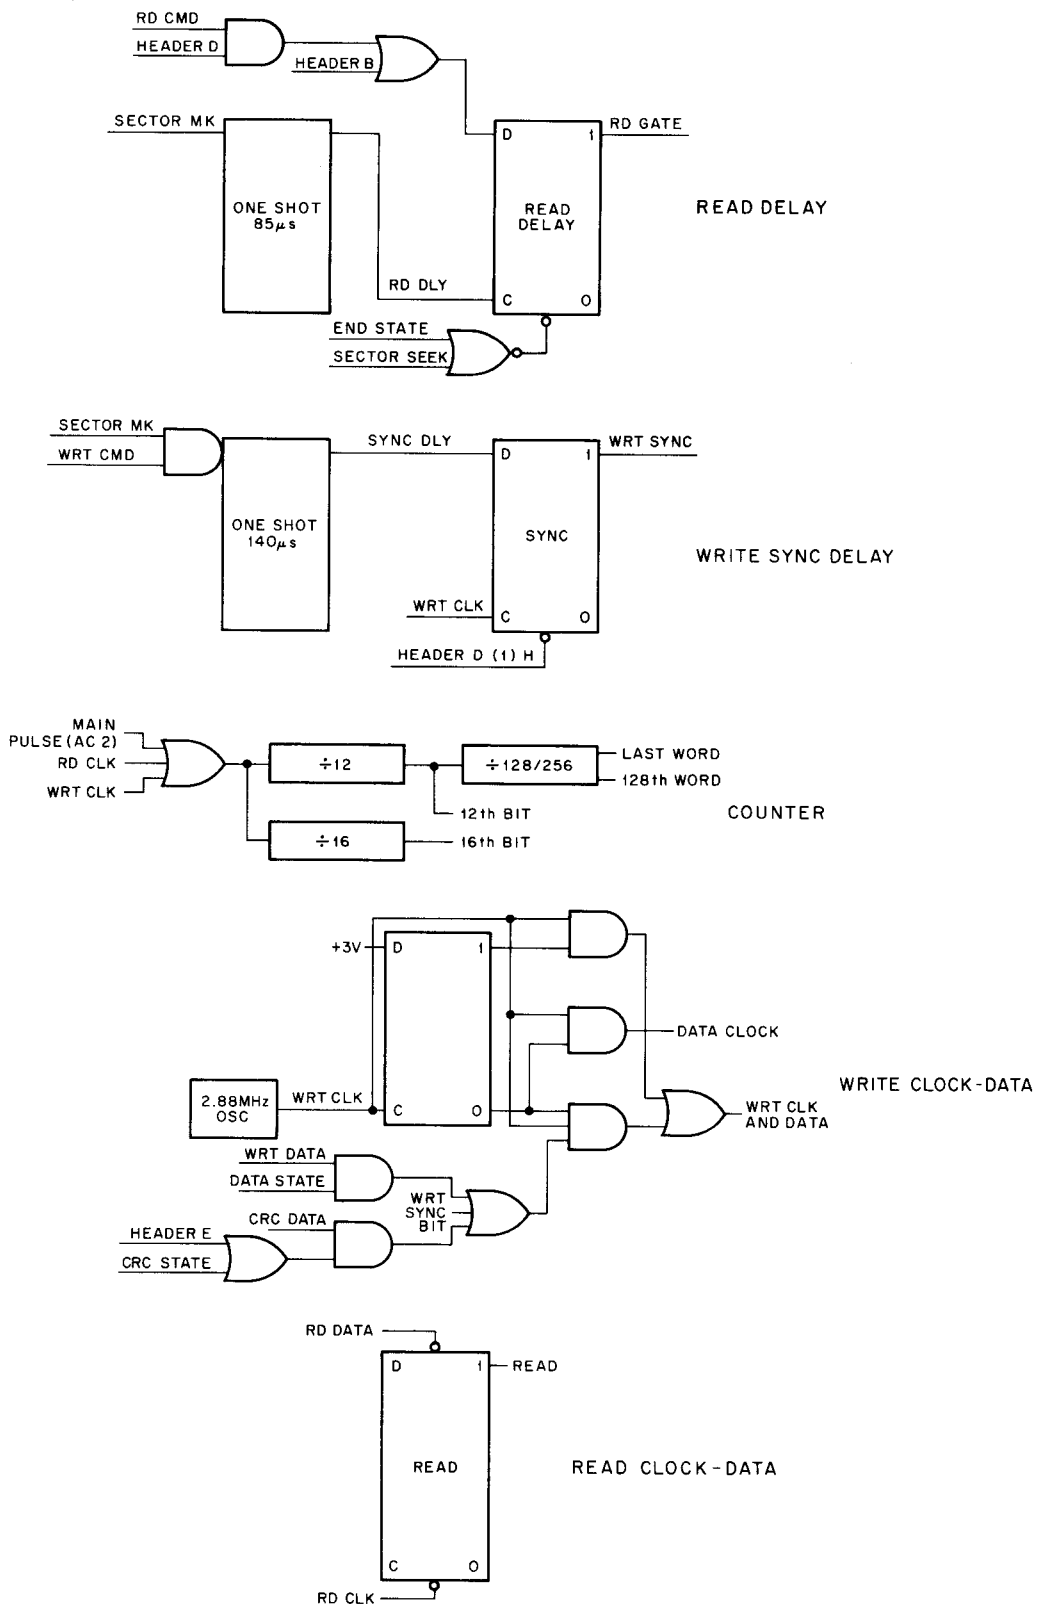 RD CMD
HEADER D
HEADER B
SECTOR MK
ONE SHOT
85μs
RD DLY
D
1
READ
DELAY
C
0
RD GATE
READ DELAY
END STATE
SECTOR SEEK
SECTOR MK
WRT CMD
ONE SHOT
140μs
SYNC DLY
D
1
SYNC
C
0
WRT SYNC
WRITE SYNC DELAY
WRT CLK
HEADER D (1) H
MAIN
PULSE (AC 2)
RD CLK
WRT CLK
÷12
÷128/256
LAST WORD
128th WORD
12th BIT
÷16
16th BIT
COUNTER
+3V
D
1
C
0
2.88MHz
OSC
WRT CLK
DATA CLOCK
WRITE CLOCK-DATA
WRT CLK
AND DATA
WRT DATA
DATA STATE
WRT
SYNC
BIT
CRC DATA
HEADER E
CRC STATE
RD DATA
D
1
READ
READ
C
0
RD CLK
READ CLOCK-DATA